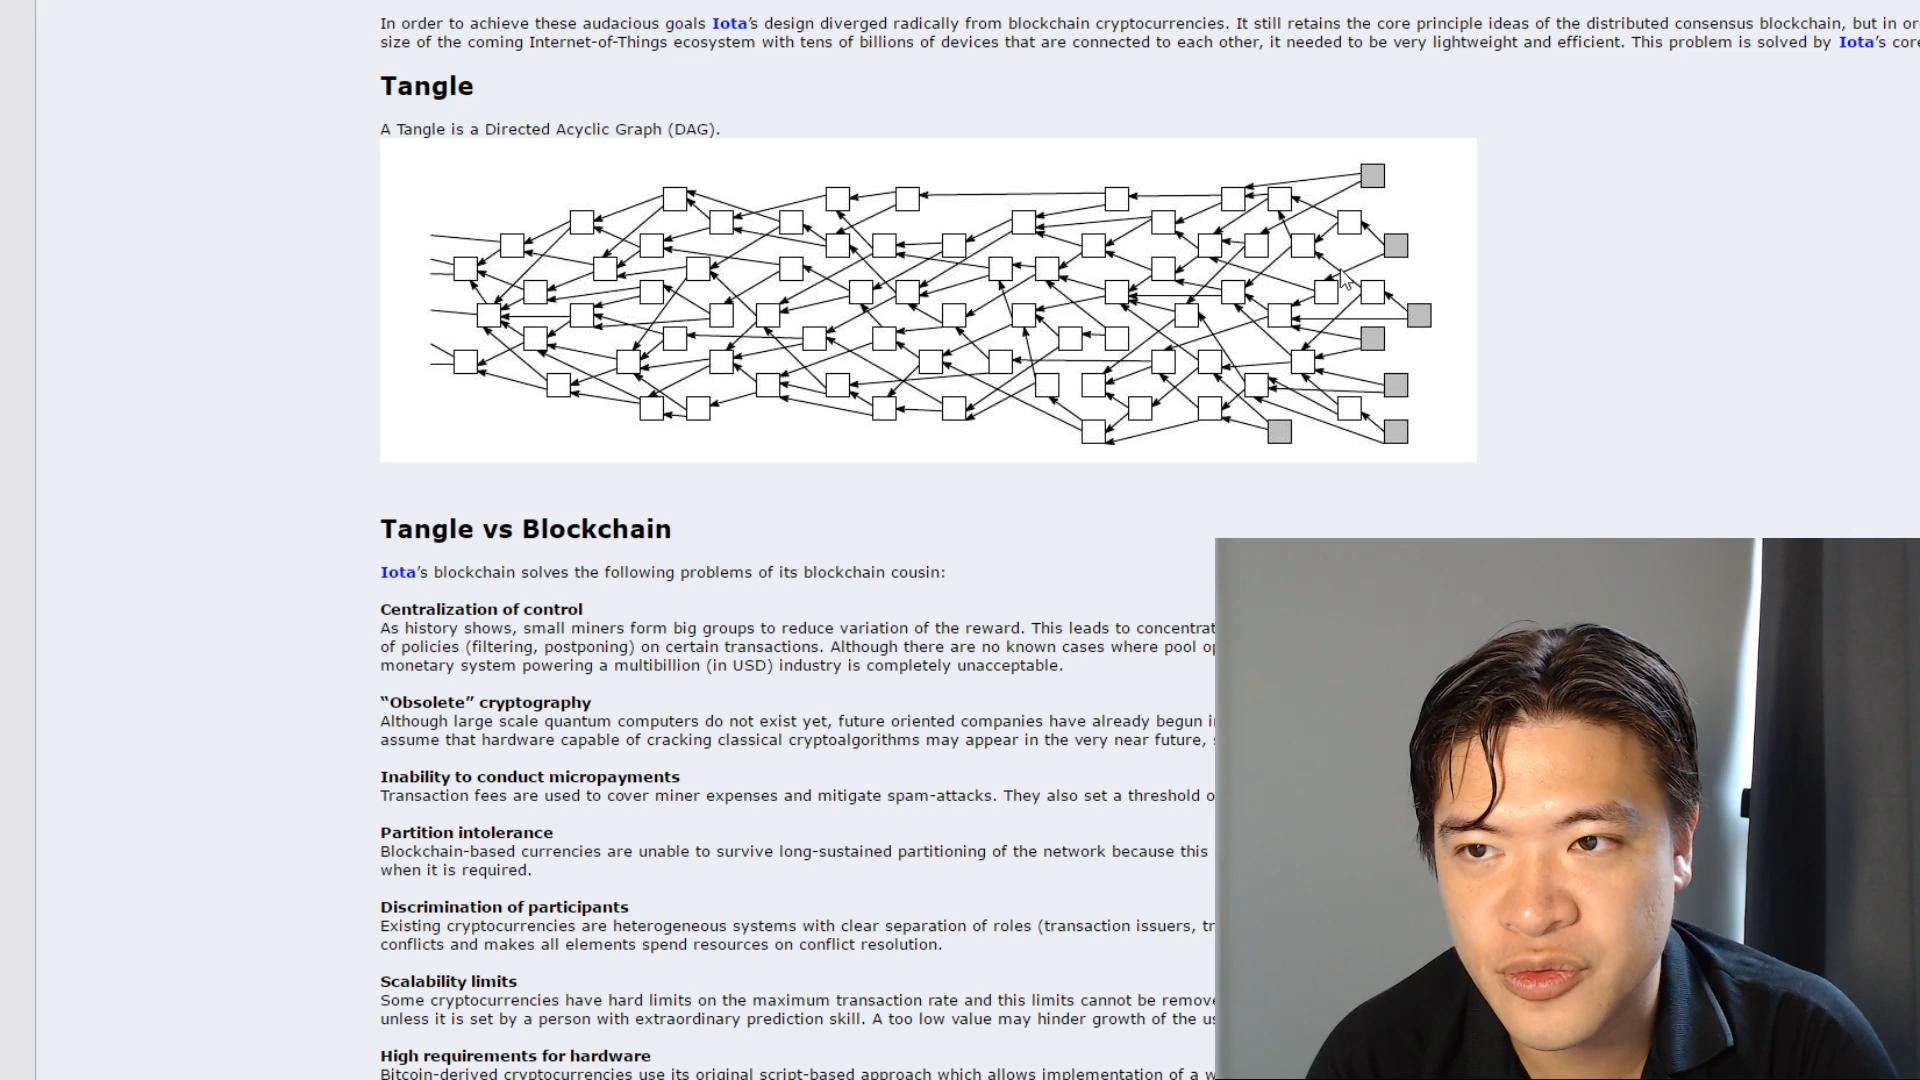 In order to achieve these audacious goals Iota’s design diverged radically from blockchain cryptocurrencies. It still retains the core principle ideas of the distributed consensus blockchain, but in
size of the coming Internet-of-Things ecosystem with tens of billions of devices that are connected to each other, it needed to be very lightweight and efficient. This problem is solved by Iota’s
Tangle
A Tangle is a Directed Acyclic Graph (DAG).
Tangle vs Blockchain
Iota’s blockchain solves the following problems of its blockchain cousin:
Centralization of control
As history shows, small miners form big groups to reduce variation of the reward. This leads to
of policies (filtering, postponing) on certain transactions. Although there are no known cases where pool
monetary system powering a multibillion (in USD) industry is completely unacceptable.
“Obsolete” cryptography
Although large scale quantum computers do not exist yet, future oriented companies have already begun
assume that hardware capable of cracking classical cryptoalgorithms may appear in the very near future,
Inability to conduct micropayments
Transaction fees are used to cover miner expenses and mitigate spam-attacks. They also set a threshold
Partition intolerance
Blockchain-based currencies are unable to survive long-sustained partitioning of the network because this
when it is required.
Discrimination of participants
Existing cryptocurrencies are heterogeneous systems with clear separation of roles (transaction issuers,
conflicts and makes all elements spend resources on conflict resolution.
Scalability limits
Some cryptocurrencies have hard limits on the maximum transaction rate and this limits cannot be
unless it is set by a person with extraordinary prediction skill. A too low value may hinder growth of the
High requirements for hardware
Bitcoin-derived cryptocurrencies use its original script-based approach which allows implementation of a